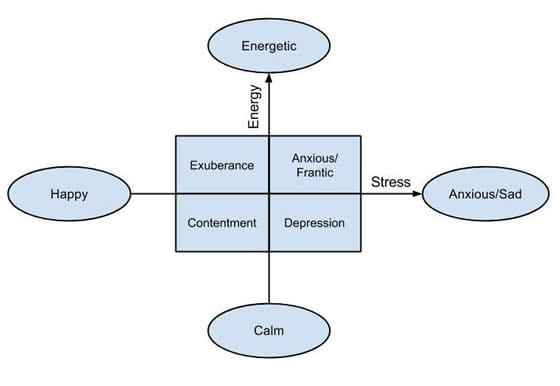 Energetic
Energy
Exuberance
Anxious/
Frantic
Stress
Happy
Anxious/Sad
Contentment
Depression
Calm